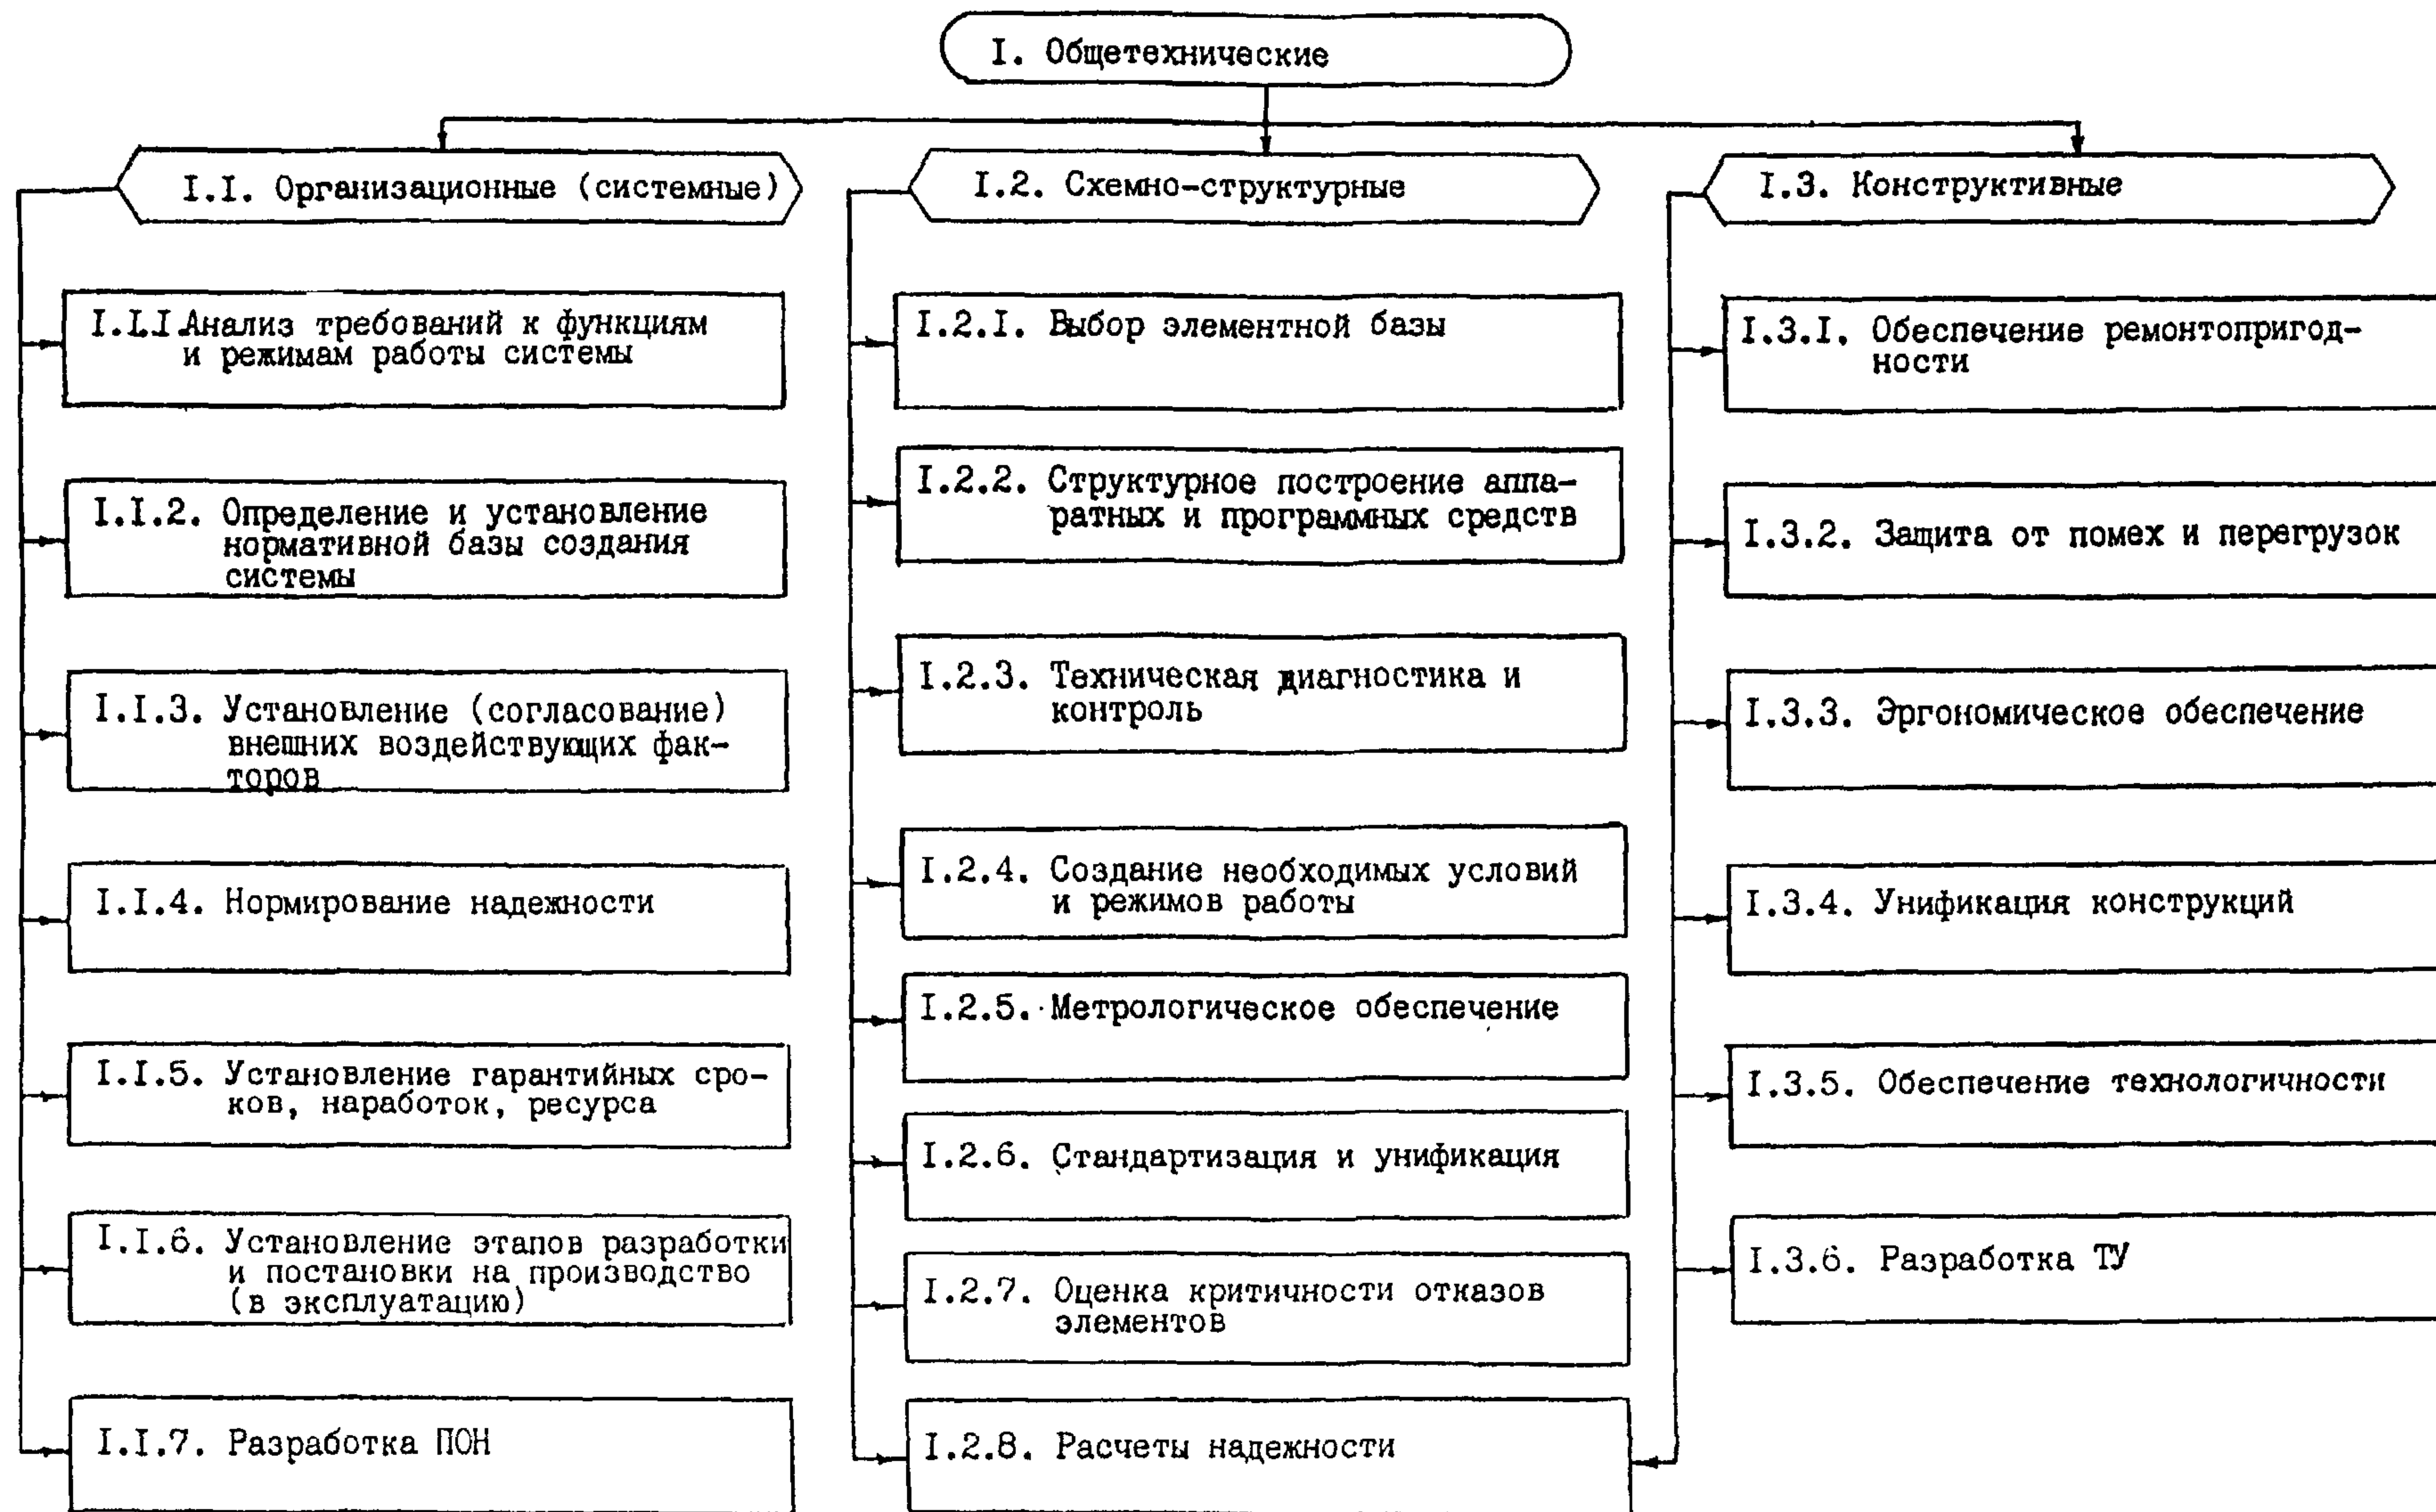 I. Общетехнические
I.I. Организационные (системные)
I.I.I Анализ требований к функциям
и режимам работы системы
I.I.2. Определение и установление
нормативной базы создания
системы
I.I.3. Установление (согласование)
внешних воздействующих фак-
торов
I.I.4. Нормирование надежности
I.I.5. Установление гарантийных сро-
ков, наработок, ресурса
I.I.6. Установление этапов разработки
и постановки на производство
(в эксплуатацию)
I.I.7. Разработка ПОН
I.2. Схемно-структурные
I.2.I. Выбор элементной базы
I.2.2. Структурное построение аппа-
ратных и программных средств
I.2.3. Техническая диагностика и
контроль
I.2.4. Создание необходимых условий
и режимов работы
I.2.5. Метрологическое обеспечение
I.2.6. Стандартизация и унификация
I.2.7. Оценка критичности отказов
элементов
I.2.8. Расчеты надежности
I.3. Конструктивные
I.3.I. Обеспечение ремонтопригод-
ности
I.3.2. Защита от помех и перегрузок
I.3.3. Эргономическое обеспечение
I.3.4. Унификация конструкций
I.3.5. Обеспечение технологичности
I.3.6. Разработка ТУ